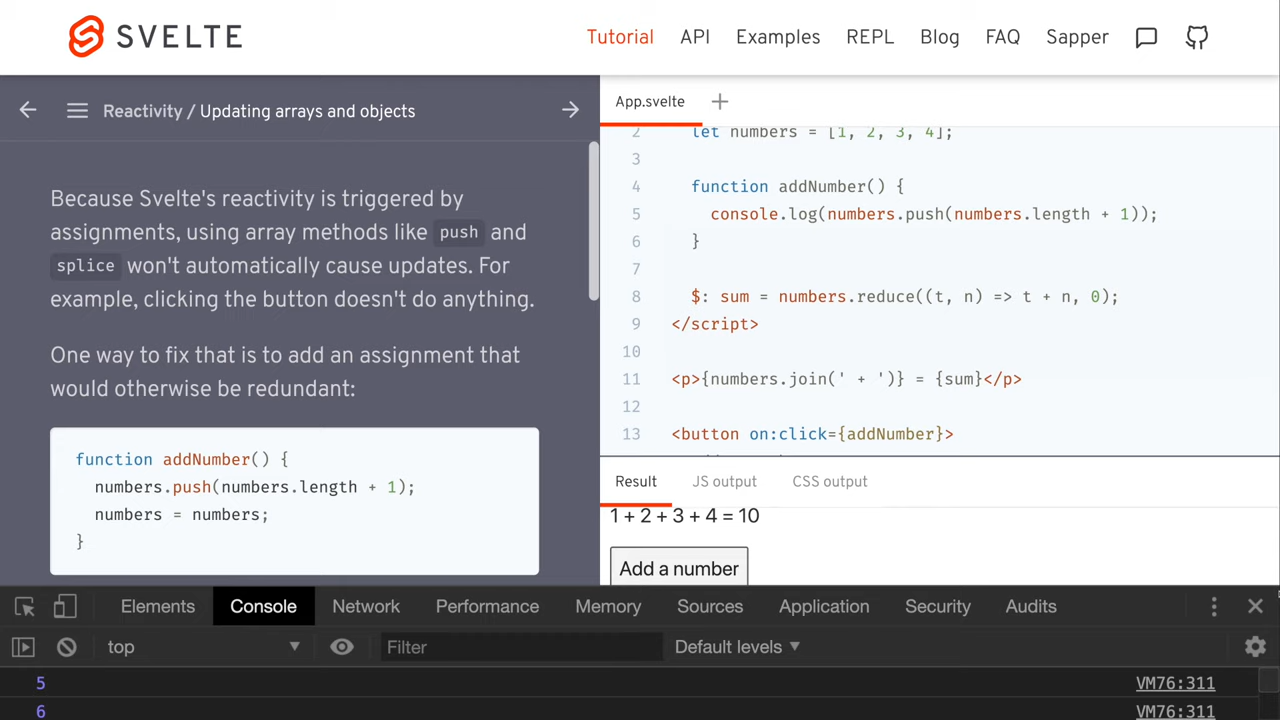 SVELTE
Tutorial API Examples REPL Blog FAQ Sapper
Reactivity / Updating arrays and objects
Because Svelte's reactivity is triggered by
assignments, using array methods like push and
splice won't automatically cause updates. For
example, clicking the button doesn't do anything.
One way to fix that is to add an assignment that
would otherwise be redundant:
function addNumber() {
numbers.push(numbers.length + 1);
numbers = numbers;
}
App.svelte +
2 let numbers = [1, 2, 3, 4];
3
4 function addNumber() {
5 console.log(numbers.push(numbers.length + 1));
6 }
7
8 $: sum = numbers.reduce((t, n) => t + n, 0);
9 </script>
10
11 <p>{numbers.join(' + ')} = {sum}</p>
12
13 <button on:click={addNumber}>
Result JS output CSS output
1 + 2 + 3 + 4 = 10
Add a number
Elements Console Network Performance Memory Sources Application Security Audits
top Filter Default levels
5 VM76:311
6 VM76:311